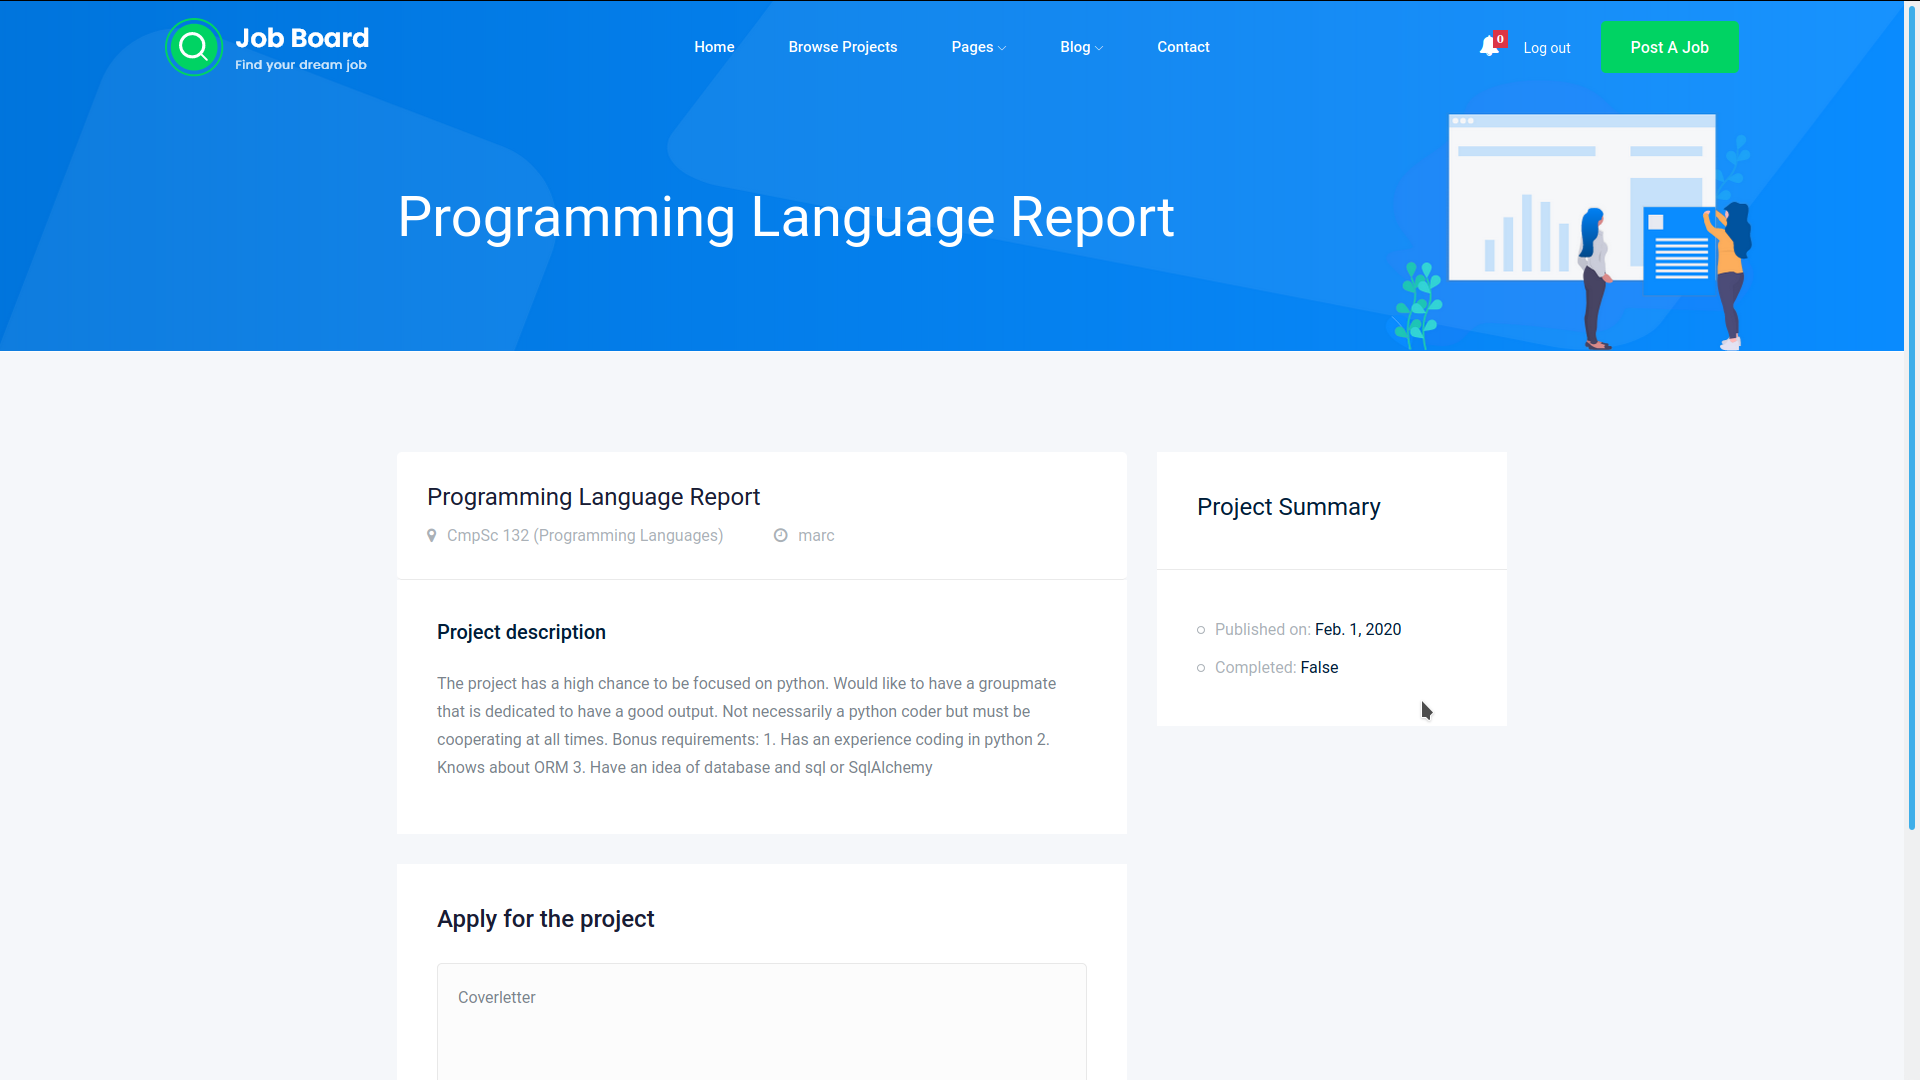 Job Board
Find your dream job
Home
Browse Projects
Pages
Blog
Contact
0
Log out
Post A Job
Programming Language Report
Programming Language Report
CmpSc 132 (Programming Languages)
marc
Project description
The project has a high chance to be focused on python. Would like to have a groupmate
that is dedicated to have a good output. Not necessarily a python coder but must be
cooperating at all times. Bonus requirements: 1. Has an experience coding in python 2.
Knows about ORM 3. Have an idea of database and sql or SqlAlchemy
Project Summary
Published on: Feb. 1, 2020
Completed: False
Apply for the project
Coverletter